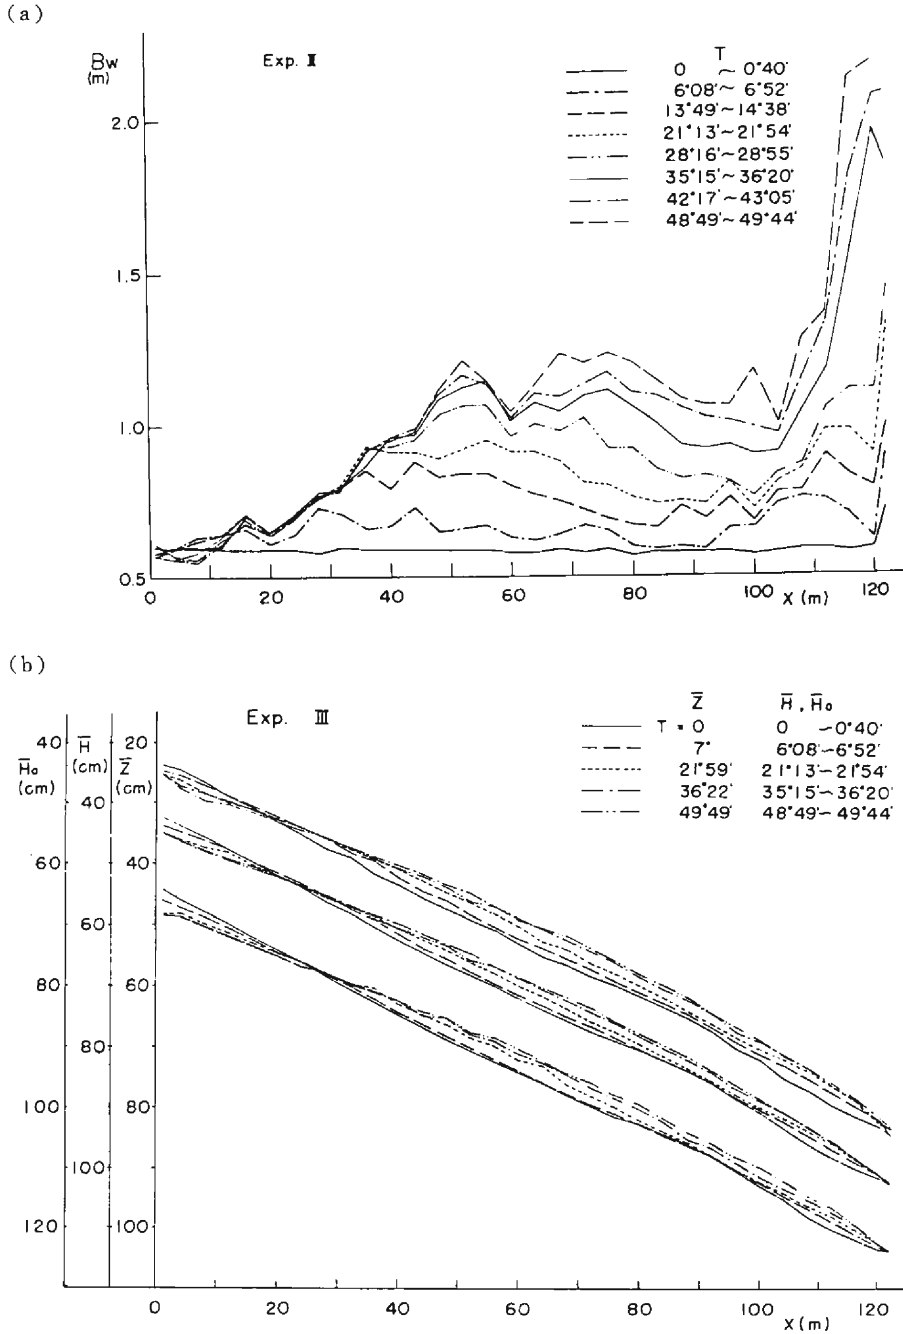 (a)
Bw
(m)
Exp. Ⅱ
T
0 ~ 0°40'
6°08' ~ 6°52'
13°49' ~ 14°38'
21°13' ~ 21°54'
28°16' ~ 28°55'
35°15' ~ 36°20'
42°17' ~ 43°05'
48°49' ~ 49°44'
2.0
1.5
1.0
0.5
0 20 40 60 80 100 120
X (m)
(b)
Exp. Ⅲ
Z̄ H̄, H̄o
T = 0 0 ~ 0°40'
7° 6°08' ~ 6°52'
21°59' 21°13' ~ 21°54'
36°22' 35°15' ~ 36°20'
49°49' 48°49' ~ 49°44'
H̄o
(cm)
40
60
80
100
120
H̄
(cm)
40
60
80
100
Z̄
(cm)
20
40
60
80
100
0 20 40 60 80 100 120
X (m)